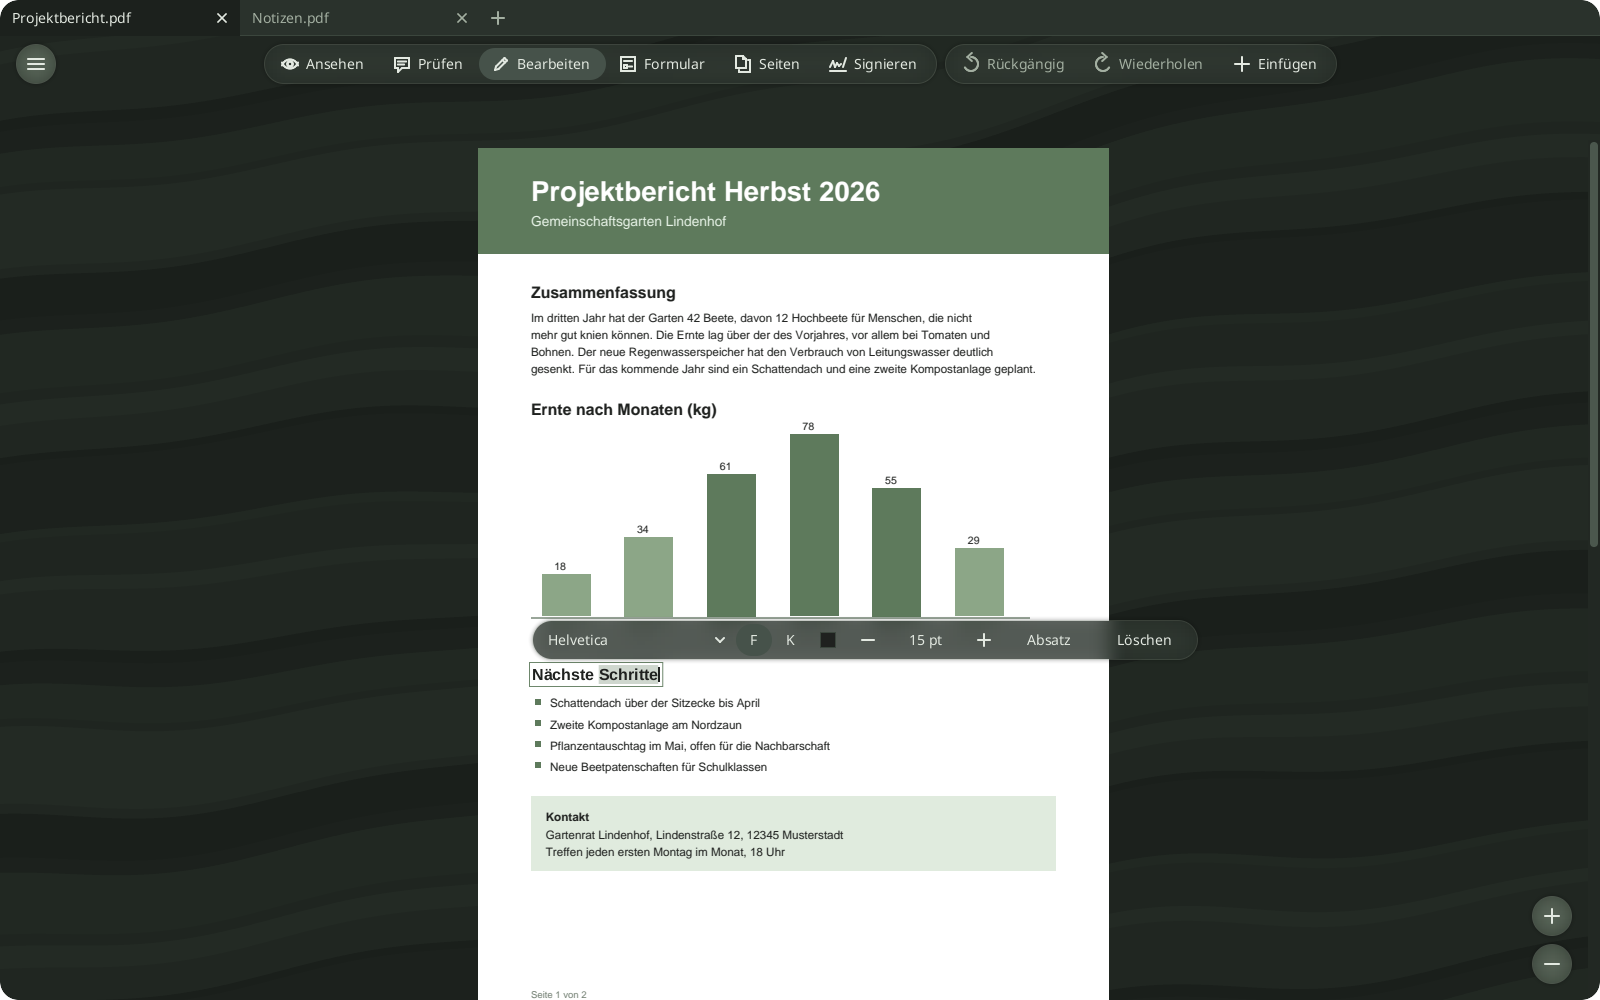 Projektbericht.pdf
Notizen.pdf
Ansehen
Prüfen
Bearbeiten
Formular
Seiten
Signieren
Rückgängig
Wiederholen
Einfügen
Projektbericht Herbst 2026
Gemeinschaftsgarten Lindenhof
Zusammenfassung
Im dritten Jahr hat der Garten 42 Beete, davon 12 Hochbeete für Menschen, die nicht
mehr gut knien können. Die Ernte lag über der des Vorjahres, vor allem bei Tomaten und
Bohnen. Der neue Regenwasserspeicher hat den Verbrauch von Leitungswasser deutlich
gesenkt. Für das kommende Jahr sind ein Schattendach und eine zweite Kompostanlage geplant.
Ernte nach Monaten (kg)
18
34
61
78
55
29
Helvetica
F
K
15 pt
Absatz
Löschen
Nächste Schritte
Schattendach über der Sitzecke bis April
Zweite Kompostanlage am Nordzaun
Pflanzentauschtag im Mai, offen für die Nachbarschaft
Neue Beetpatenschaften für Schulklassen
Kontakt
Gartenrat Lindenhof, Lindenstraße 12, 12345 Musterstadt
Treffen jeden ersten Montag im Monat, 18 Uhr
Seite 1 von 2